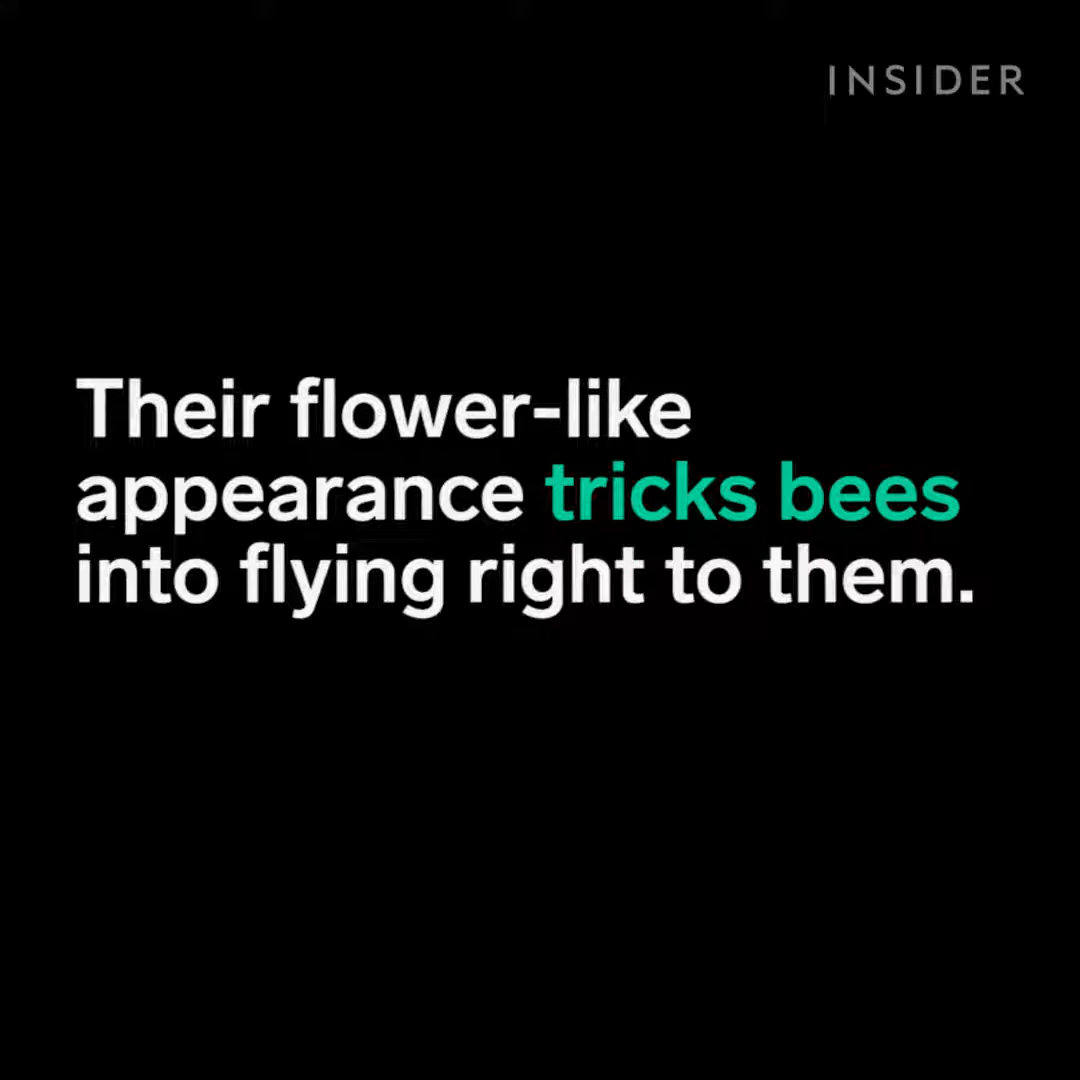 INSIDER
Their flower-like
appearance tricks bees
into flying right to them.